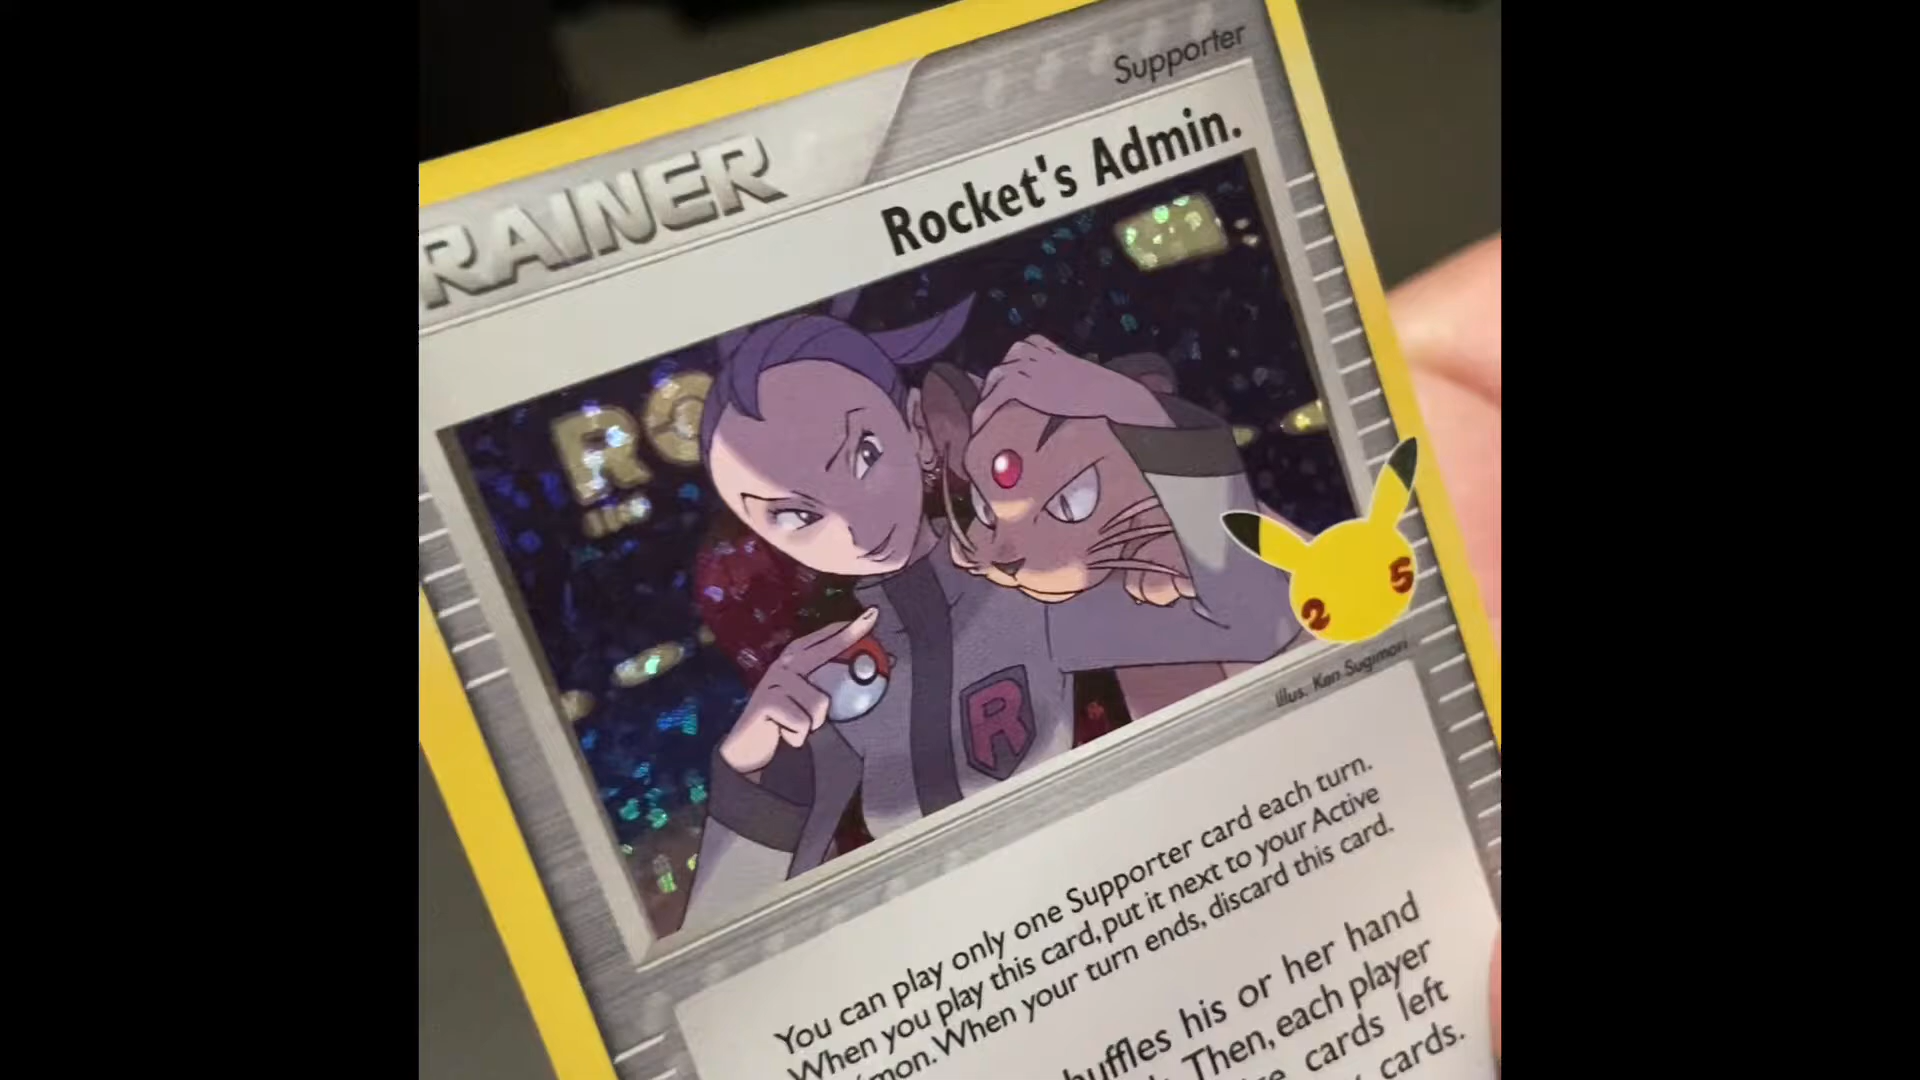 Supporter
RAINER
Rocket's Admin.
R
2 5
R
Illus. Ken Sugimori
You can play only one Supporter card each turn.
When you play this card, put it next to your Active
mon. When your turn ends, discard this card.
huffles his or her hand
Then, each player
cards left
cards.